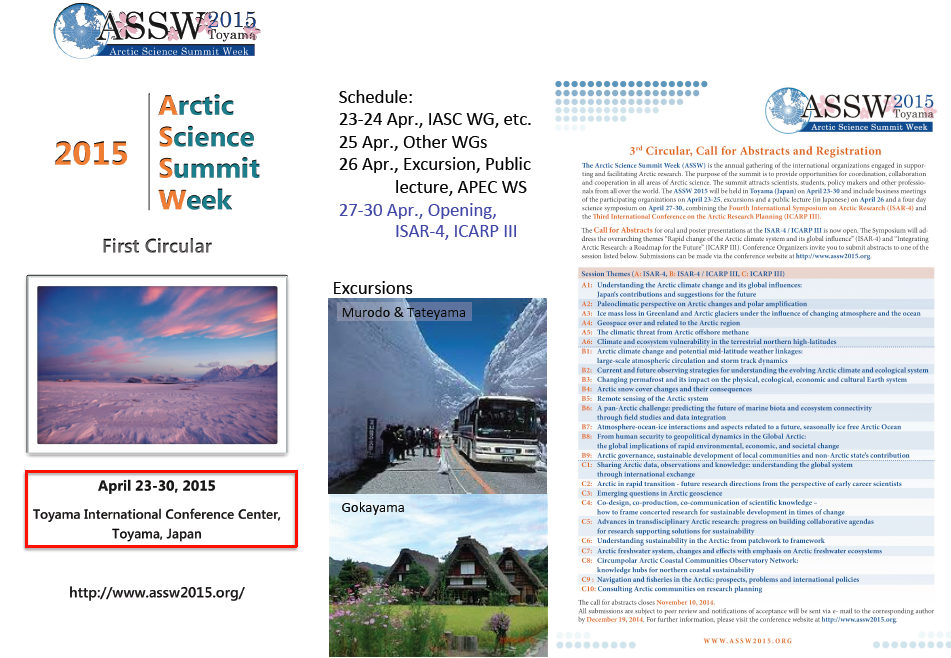 ASSW 2015
Toyama
Arctic Science Summit Week
2015
Arctic
Science
Summit
Week
First Circular
April 23-30, 2015
Toyama International Conference Center,
Toyama, Japan
http://www.assw2015.org/
Schedule:
23-24 Apr., IASC WG, etc.
25 Apr., Other WGs
26 Apr., Excursion, Public
lecture, APEC WS
27-30 Apr., Opening,
ISAR-4, ICARP III
Excursions
Murodo & Tateyama
Gokayama
ASSW 2015
Toyama
Arctic Science Summit Week
3rd Circular, Call for Abstracts and Registration
The Arctic Science Summit Week (ASSW) is the annual gathering of the international organizations engaged in suppor-
ting and facilitating Arctic research. The purpose of the summit is to provide opportunities for coordination, collaboration
and cooperation in all areas of Arctic science. The summit attracts scientists, students, policy makers and other professio-
nals from all over the world. The ASSW 2015 will be held in Toyama (Japan) on April 23-30 and include business meetings
of the participating organizations on April 23-25, excursions and a public lecture (in Japanese) on April 26 and a four day
science symposium on April 27-30, combining the Fourth International Symposium on Arctic Research (ISAR-4) and
the Third International Conference on the Arctic Research Planning (ICARP III).
The Call for Abstracts for oral and poster presentations at the ISAR-4 / ICARP III is now open. The Symposium will ad-
dress the overarching themes "Rapid change of the Arctic climate system and its global influence" (ISAR-4) and "Integrating
Arctic Research: a Roadmap for the Future" (ICARP III). Conference Organizers invite you to submit abstracts to one of the
session listed below. Submissions can be made via the conference website at http://www.assw2015.org.
Session Themes (A: ISAR-4, B: ISAR-4 / ICARP III, C: ICARP III)
A1: Understanding the Arctic climate change and its global influences:
Japan's contributions and suggestions for the future
A2: Paleoclimatic perspective on Arctic changes and polar amplification
A3: Ice mass loss in Greenland and Arctic glaciers under the influence of changing atmosphere and the ocean
A4: Geospace over and related to the Arctic region
A5: The climatic threat from Arctic offshore methane
A6: Climate and ecosystem vulnerability in the terrestrial northern high-latitudes
B1: Arctic climate change and potential mid-latitude weather linkages:
large-scale atmospheric circulation and storm track dynamics
B2: Current and future observing strategies for understanding the evolving Arctic climate and ecological system
B3: Changing permafrost and its impact on the physical, ecological, economic and cultural Earth system
B4: Arctic snow cover changes and their consequences
B5: Remote sensing of the Arctic system
B6: A pan-Arctic challenge: predicting the future of marine biota and ecosystem connectivity
through field studies and data integration
B7: Atmosphere-ocean-ice interactions and aspects related to a future, seasonally ice free Arctic Ocean
B8: From human security to geopolitical dynamics in the Global Arctic:
the global implications of rapid environmental, economic, and societal change
B9: Arctic governance, sustainable development of local communities and non-Arctic state's contribution
C1: Sharing Arctic data, observations and knowledge: understanding the global system
through international exchange
C2: Arctic in rapid transition - future research directions from the perspective of early career scientists
C3: Emerging questions in Arctic geoscience
C4: Co-design, co-production, co-communication of scientific knowledge –
how to frame concerted research for sustainable development in times of change
C5: Advances in transdisciplinary Arctic research: progress on building collaborative agendas
for research supporting solutions for sustainability
C6: Understanding sustainability in the Arctic: from patchwork to framework
C7: Arctic freshwater system, changes and effects with emphasis on Arctic freshwater ecosystems
C8: Circumpolar Arctic Coastal Communities Observatory Network:
knowledge hubs for northern coastal sustainability
C9 : Navigation and fisheries in the Arctic: prospects, problems and international policies
C10: Consulting Arctic communities on research planning
The call for abstracts closes November 10, 2014.
All submissions are subject to peer review and notifications of acceptance will be sent via e- mail to the corresponding author
by December 19, 2014. For further information, please visit the conference website at http://www.assw2015.org.
WWW.ASSW2015.ORG